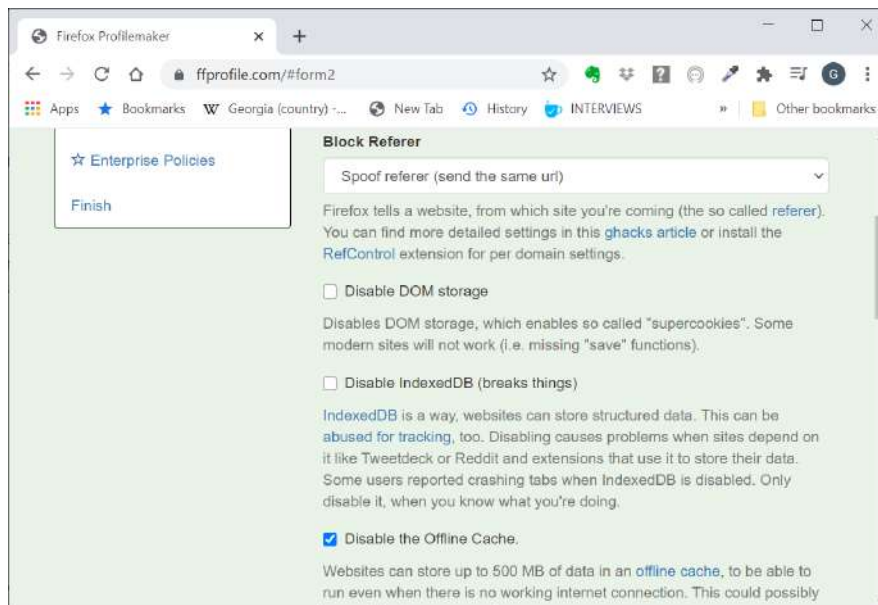 Firefox Profilemaker
ffprofile.com/#form2
G
Apps Bookmarks W Georgia (country) -... New Tab History INTERVIEWS » Other bookmarks
Enterprise Policies
Finish
Block Referer
Spoof referer (send the same url)
Firefox tells a website, from which site you're coming (the so called referer).
You can find more detailed settings in this ghacks article or install the
RefControl extension for per domain settings.
Disable DOM storage
Disables DOM storage, which enables so called "supercookies". Some
modern sites will not work (i.e. missing "save" functions).
Disable IndexedDB (breaks things)
IndexedDB is a way, websites can store structured data. This can be
abused for tracking, too. Disabling causes problems when sites depend on
it like Tweetdeck or Reddit and extensions that use it to store their data.
Some users reported crashing tabs when IndexedDB is disabled. Only
disable it, when you know what you're doing.
Disable the Offline Cache.
Websites can store up to 500 MB of data in an offline cache, to be able to
run even when there is no working internet connection. This could possibly